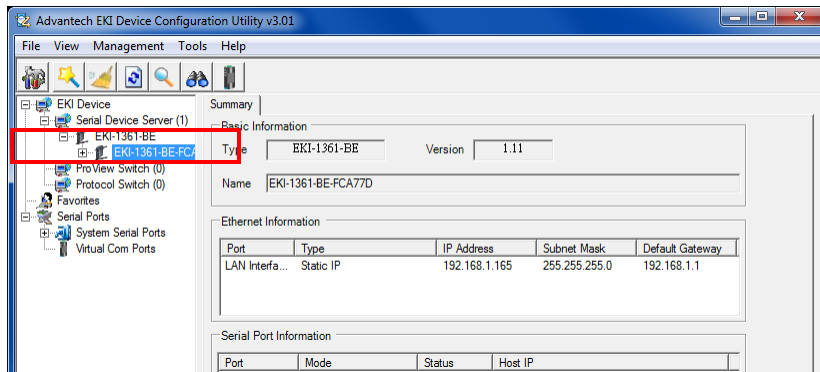 Advantech EKI Device Configuration Utility v3.01
File View Management Tools Help
EKI Device
Serial Device Server (1)
EKI-1361-BE
EKI-1361-BE-FCA
ProView Switch (0)
Protocol Switch (0)
Favorites
Serial Ports
System Serial Ports
Virtual Com Ports
Summary
Basic Information
Type EKI-1361-BE Version 1.11
Name EKI-1361-BE-FCA77D
Ethernet Information
Port Type IP Address Subnet Mask Default Gateway
LAN Interfa... Static IP 192.168.1.165 255.255.255.0 192.168.1.1
Serial Port Information
Port Mode Status Host IP